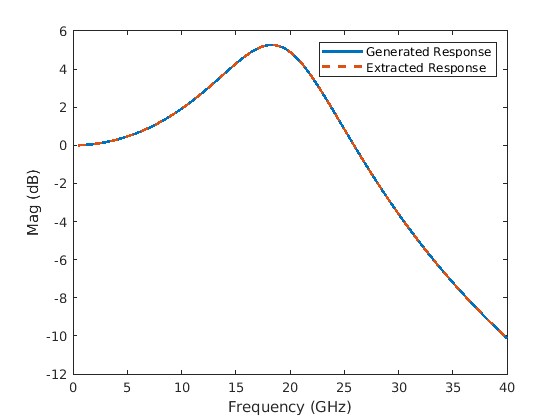 Generated Response
Extracted Response
Mag (dB)
6
4
2
0
-2
-4
-6
-8
-10
-12
0 5 10 15 20 25 30 35 40
Frequency (GHz)